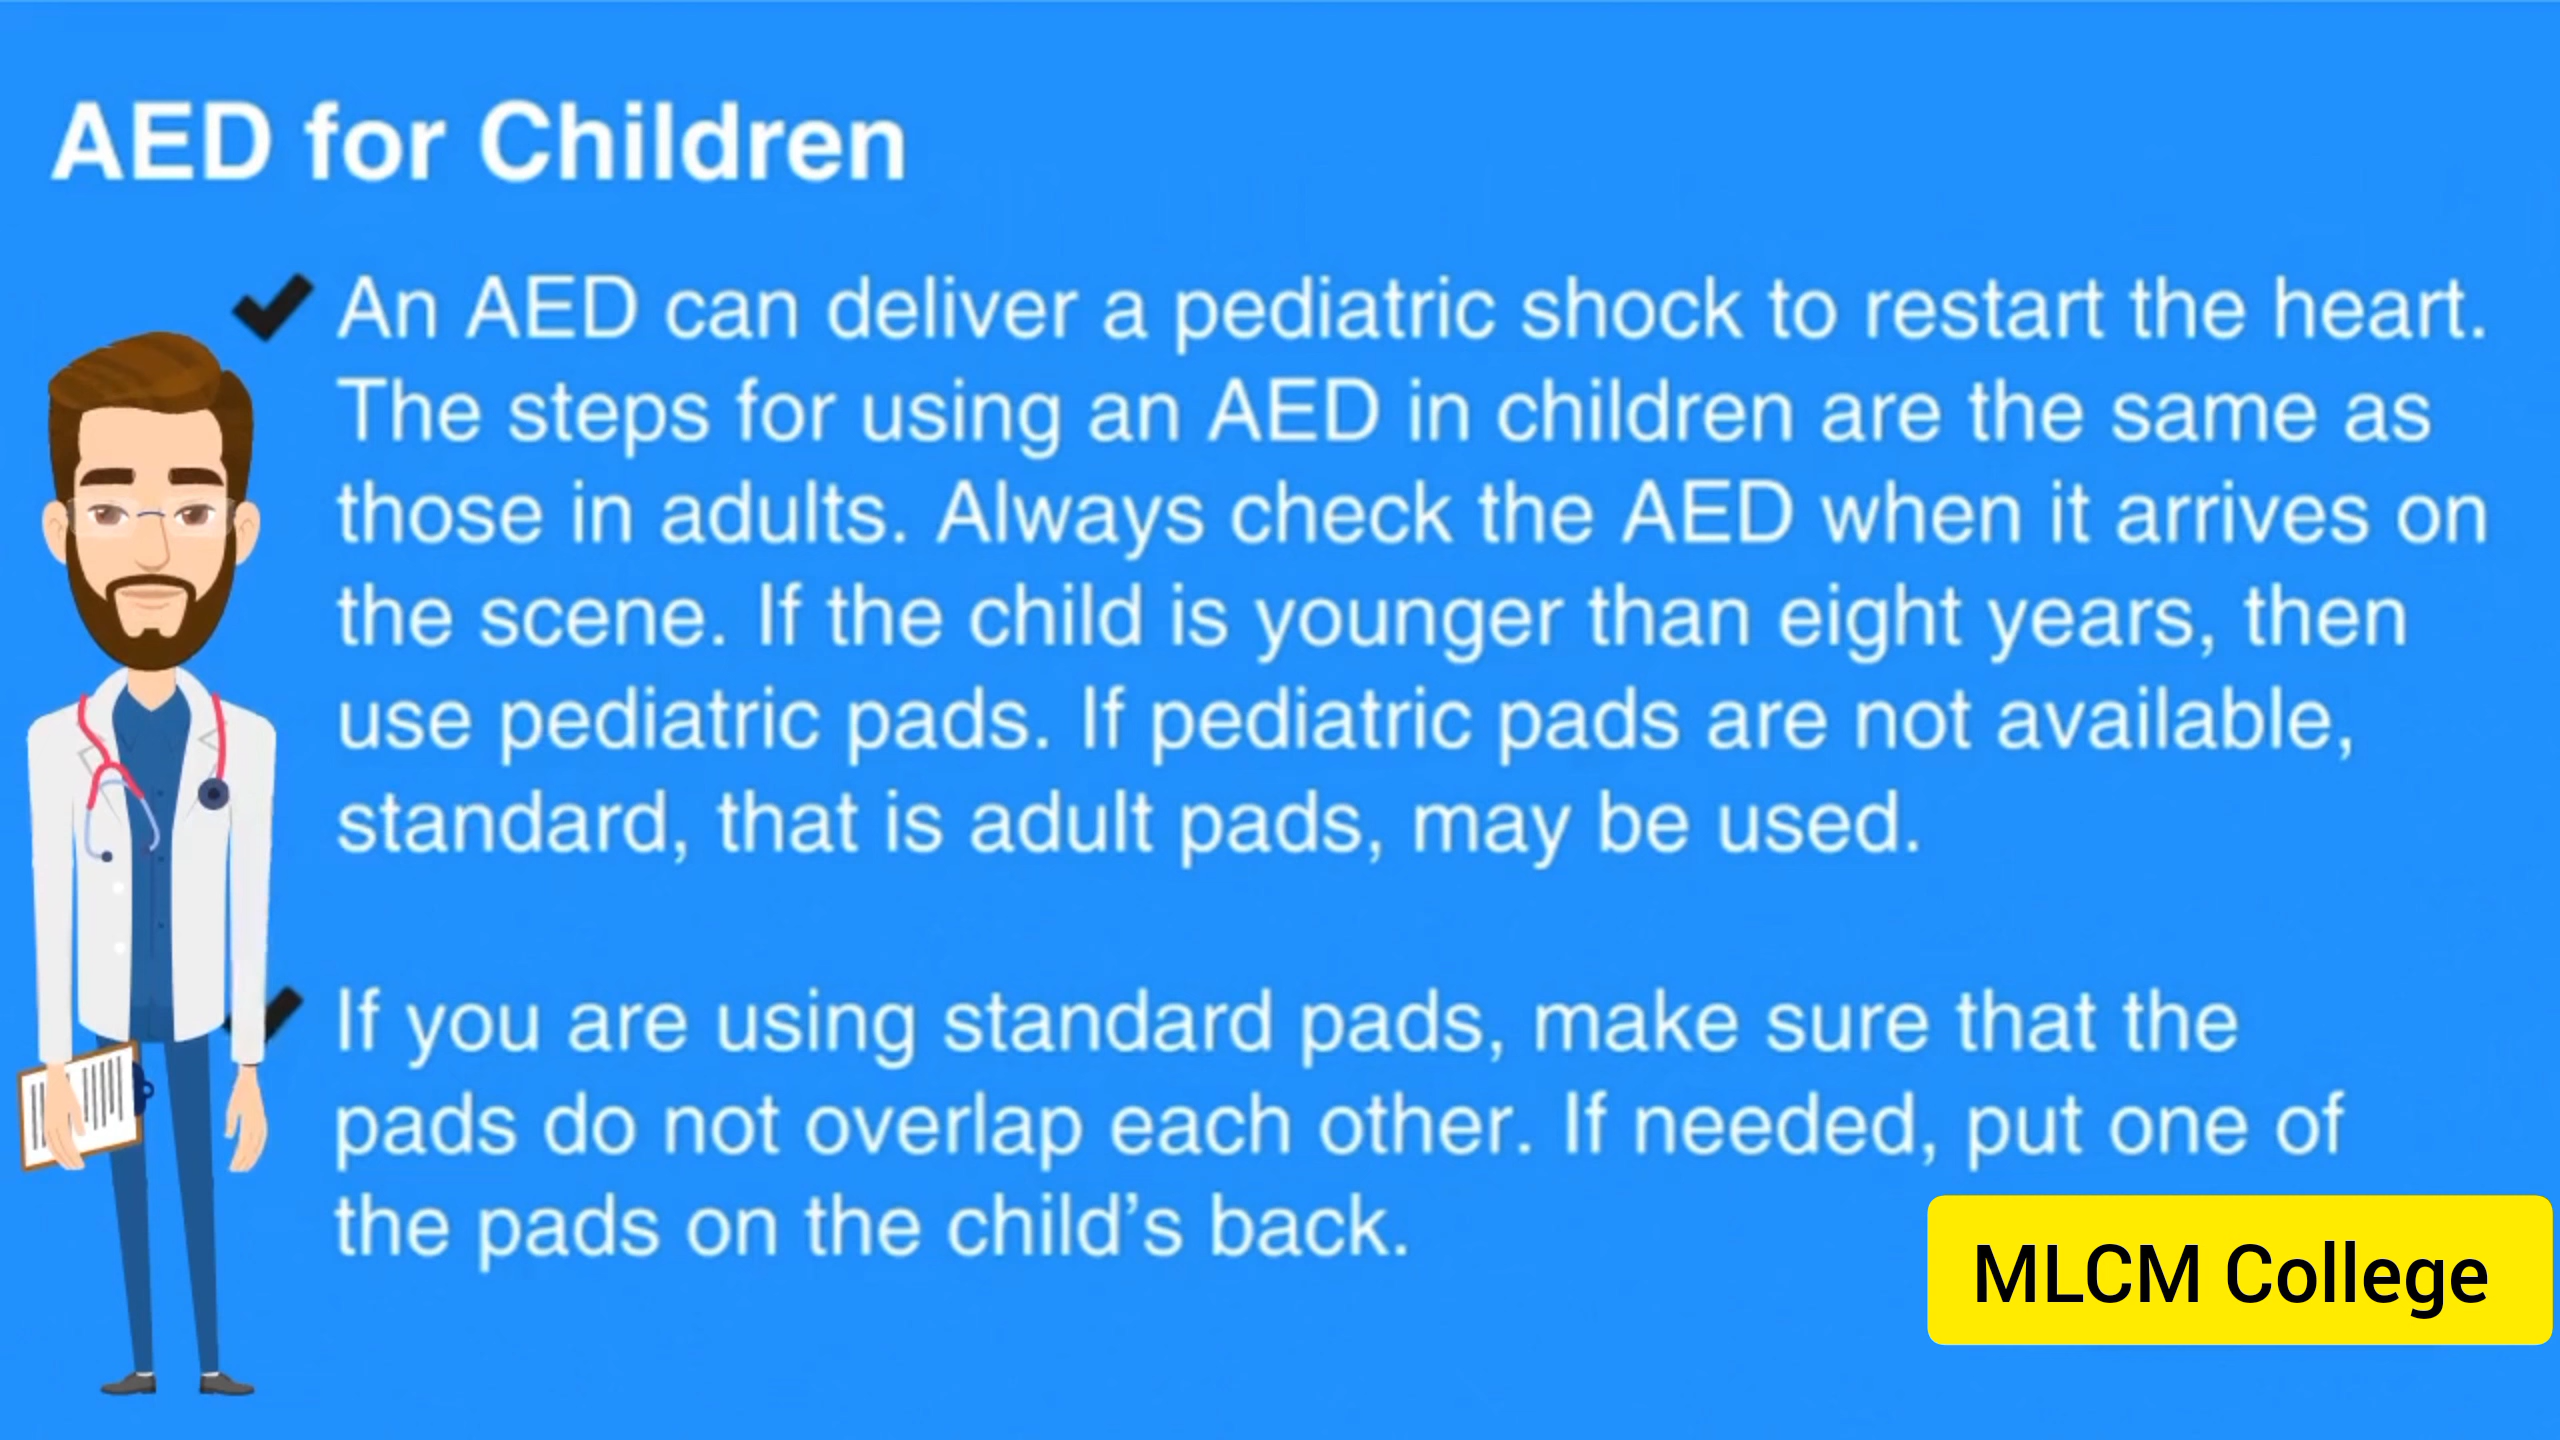 AED for Children
An AED can deliver a pediatric shock to restart the heart.
The steps for using an AED in children are the same as
those in adults. Always check the AED when it arrives on
the scene. If the child is younger than eight years, then
use pediatric pads. If pediatric pads are not available,
standard, that is adult pads, may be used.
If you are using standard pads, make sure that the
pads do not overlap each other. If needed, put one of
the pads on the child’s back.
MLCM College